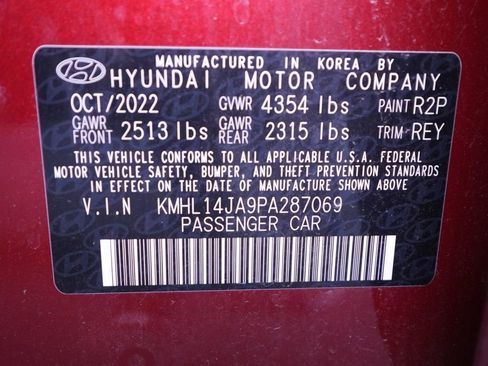 MANUFACTURED IN KOREA BY
HYUNDAI MOTOR COMPANY
OCT/2022 GVWR 4354 lbs PAINT R2P
GAWR FRONT 2513 lbs GAWR REAR 2315 lbs TRIM REY
THIS VEHICLE CONFORMS TO ALL APPLICABLE U.S.A. FEDERAL
MOTOR VEHICLE SAFETY, BUMPER, AND THEFT PREVENTION STANDARDS
IN EFFECT ON THE DATE OF MANUFACTURE SHOWN ABOVE.
V.I.N KMHL14JA9PA287069
PASSENGER CAR